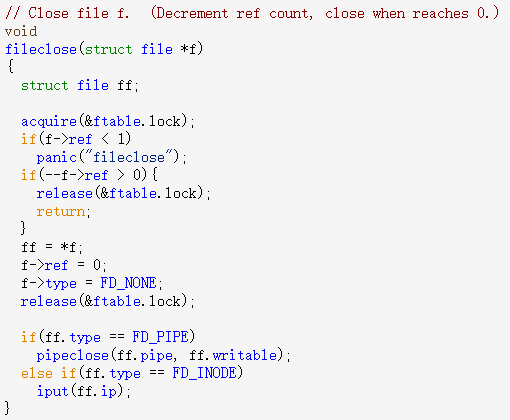 // Close file f.  (Decrement ref count, close when reaches 0.)
void
fileclose(struct file *f)
{
  struct file ff;

  acquire(&ftable.lock);
  if(f->ref < 1)
    panic("fileclose");
  if(--f->ref > 0){
    release(&ftable.lock);
    return;
  }
  ff = *f;
  f->ref = 0;
  f->type = FD_NONE;
  release(&ftable.lock);

  if(ff.type == FD_PIPE)
    pipeclose(ff.pipe, ff.writable);
  else if(ff.type == FD_INODE)
    iput(ff.ip);
}